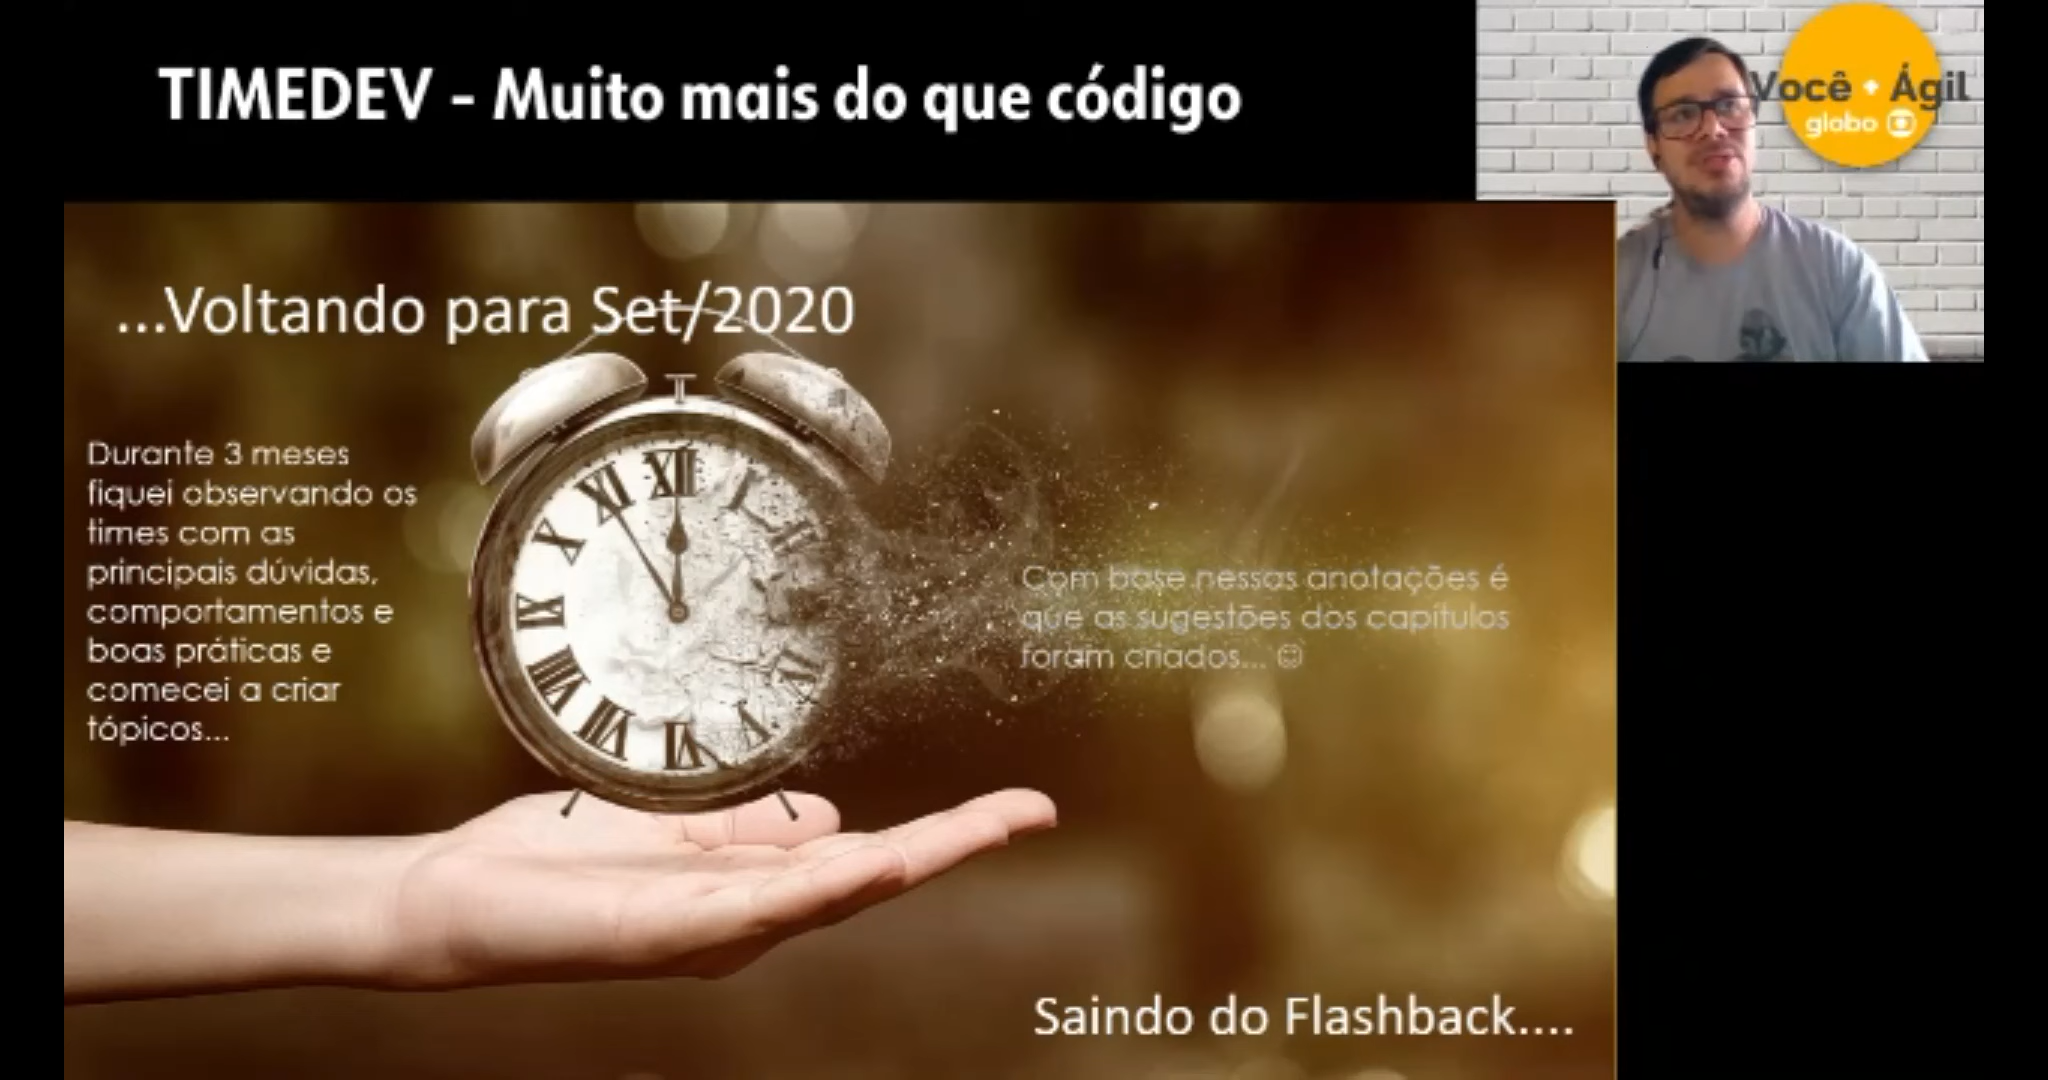 TIMEDEV - Muito mais do que código
Você + Ágil
globo
...Voltando para Set/2020
Durante 3 meses
fiquei observando os
times com as
principais dúvidas,
comportamentos e
boas práticas e
comecei a criar
tópicos...
Com base nessas anotações é
que as sugestões dos capítulos
foram criados... ☺
Saindo do Flashback....